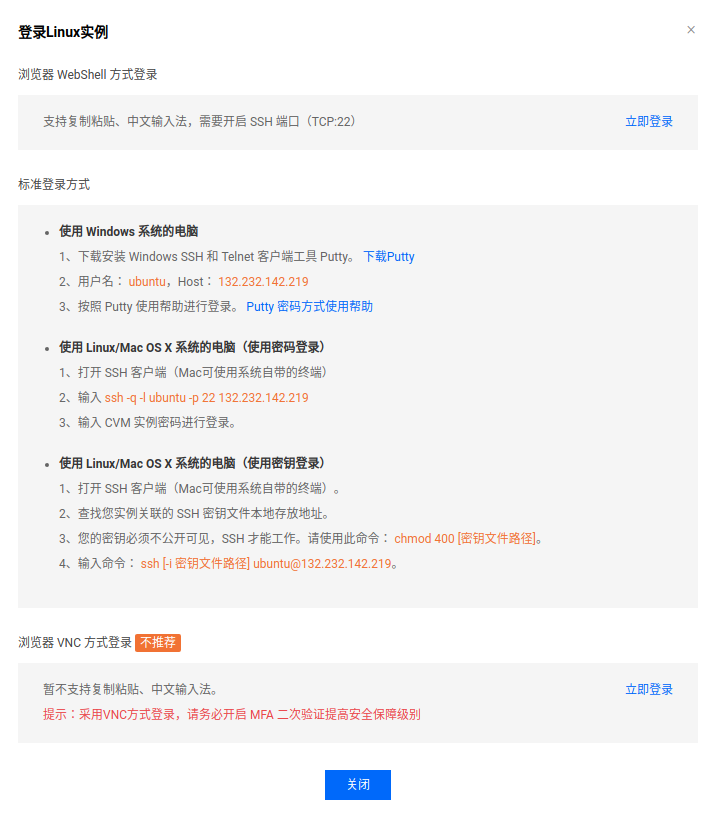 登录Linux实例
×
浏览器 WebShell 方式登录
支持复制粘贴、中文输入法，需要开启 SSH 端口（TCP:22） 立即登录
标准登录方式
• 使用 Windows 系统的电脑
1、下载安装 Windows SSH 和 Telnet 客户端工具 Putty。 下载Putty
2、用户名： ubuntu，Host： 132.232.142.219
3、按照 Putty 使用帮助进行登录。 Putty 密码方式使用帮助
• 使用 Linux/Mac OS X 系统的电脑（使用密码登录）
1、打开 SSH 客户端（Mac可使用系统自带的终端）
2、输入 ssh -q -l ubuntu -p 22 132.232.142.219
3、输入 CVM 实例密码进行登录。
• 使用 Linux/Mac OS X 系统的电脑（使用密钥登录）
1、打开 SSH 客户端（Mac可使用系统自带的终端）。
2、查找您实例关联的 SSH 密钥文件本地存放地址。
3、您的密钥必须不公开可见，SSH 才能工作。请使用此命令： chmod 400 [密钥文件路径]。
4、输入命令： ssh [-i 密钥文件路径] ubuntu@132.232.142.219。
浏览器 VNC 方式登录 不推荐
暂不支持复制粘贴、中文输入法。 立即登录
提示：采用VNC方式登录，请务必开启 MFA 二次验证提高安全保障级别
关闭